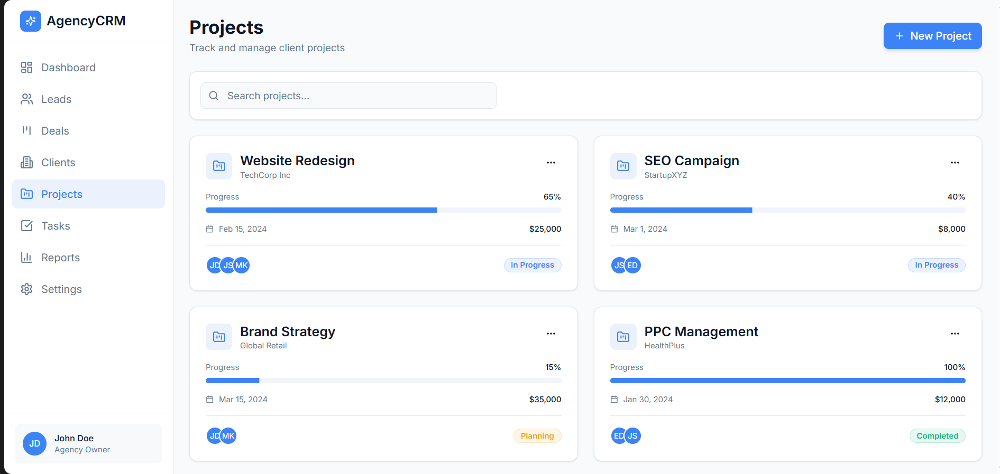 AgencyCRM
Dashboard
Leads
Deals
Clients
Projects
Tasks
Reports
Settings
JD
John Doe
Agency Owner
Projects
Track and manage client projects
+ New Project
Search projects...
Website Redesign
TechCorp Inc
Progress 65%
Feb 15, 2024 $25,000
JD JS MK In Progress
SEO Campaign
StartupXYZ
Progress 40%
Mar 1, 2024 $8,000
JS ED In Progress
Brand Strategy
Global Retail
Progress 15%
Mar 15, 2024 $35,000
JD MK Planning
PPC Management
HealthPlus
Progress 100%
Jan 30, 2024 $12,000
ED JS Completed